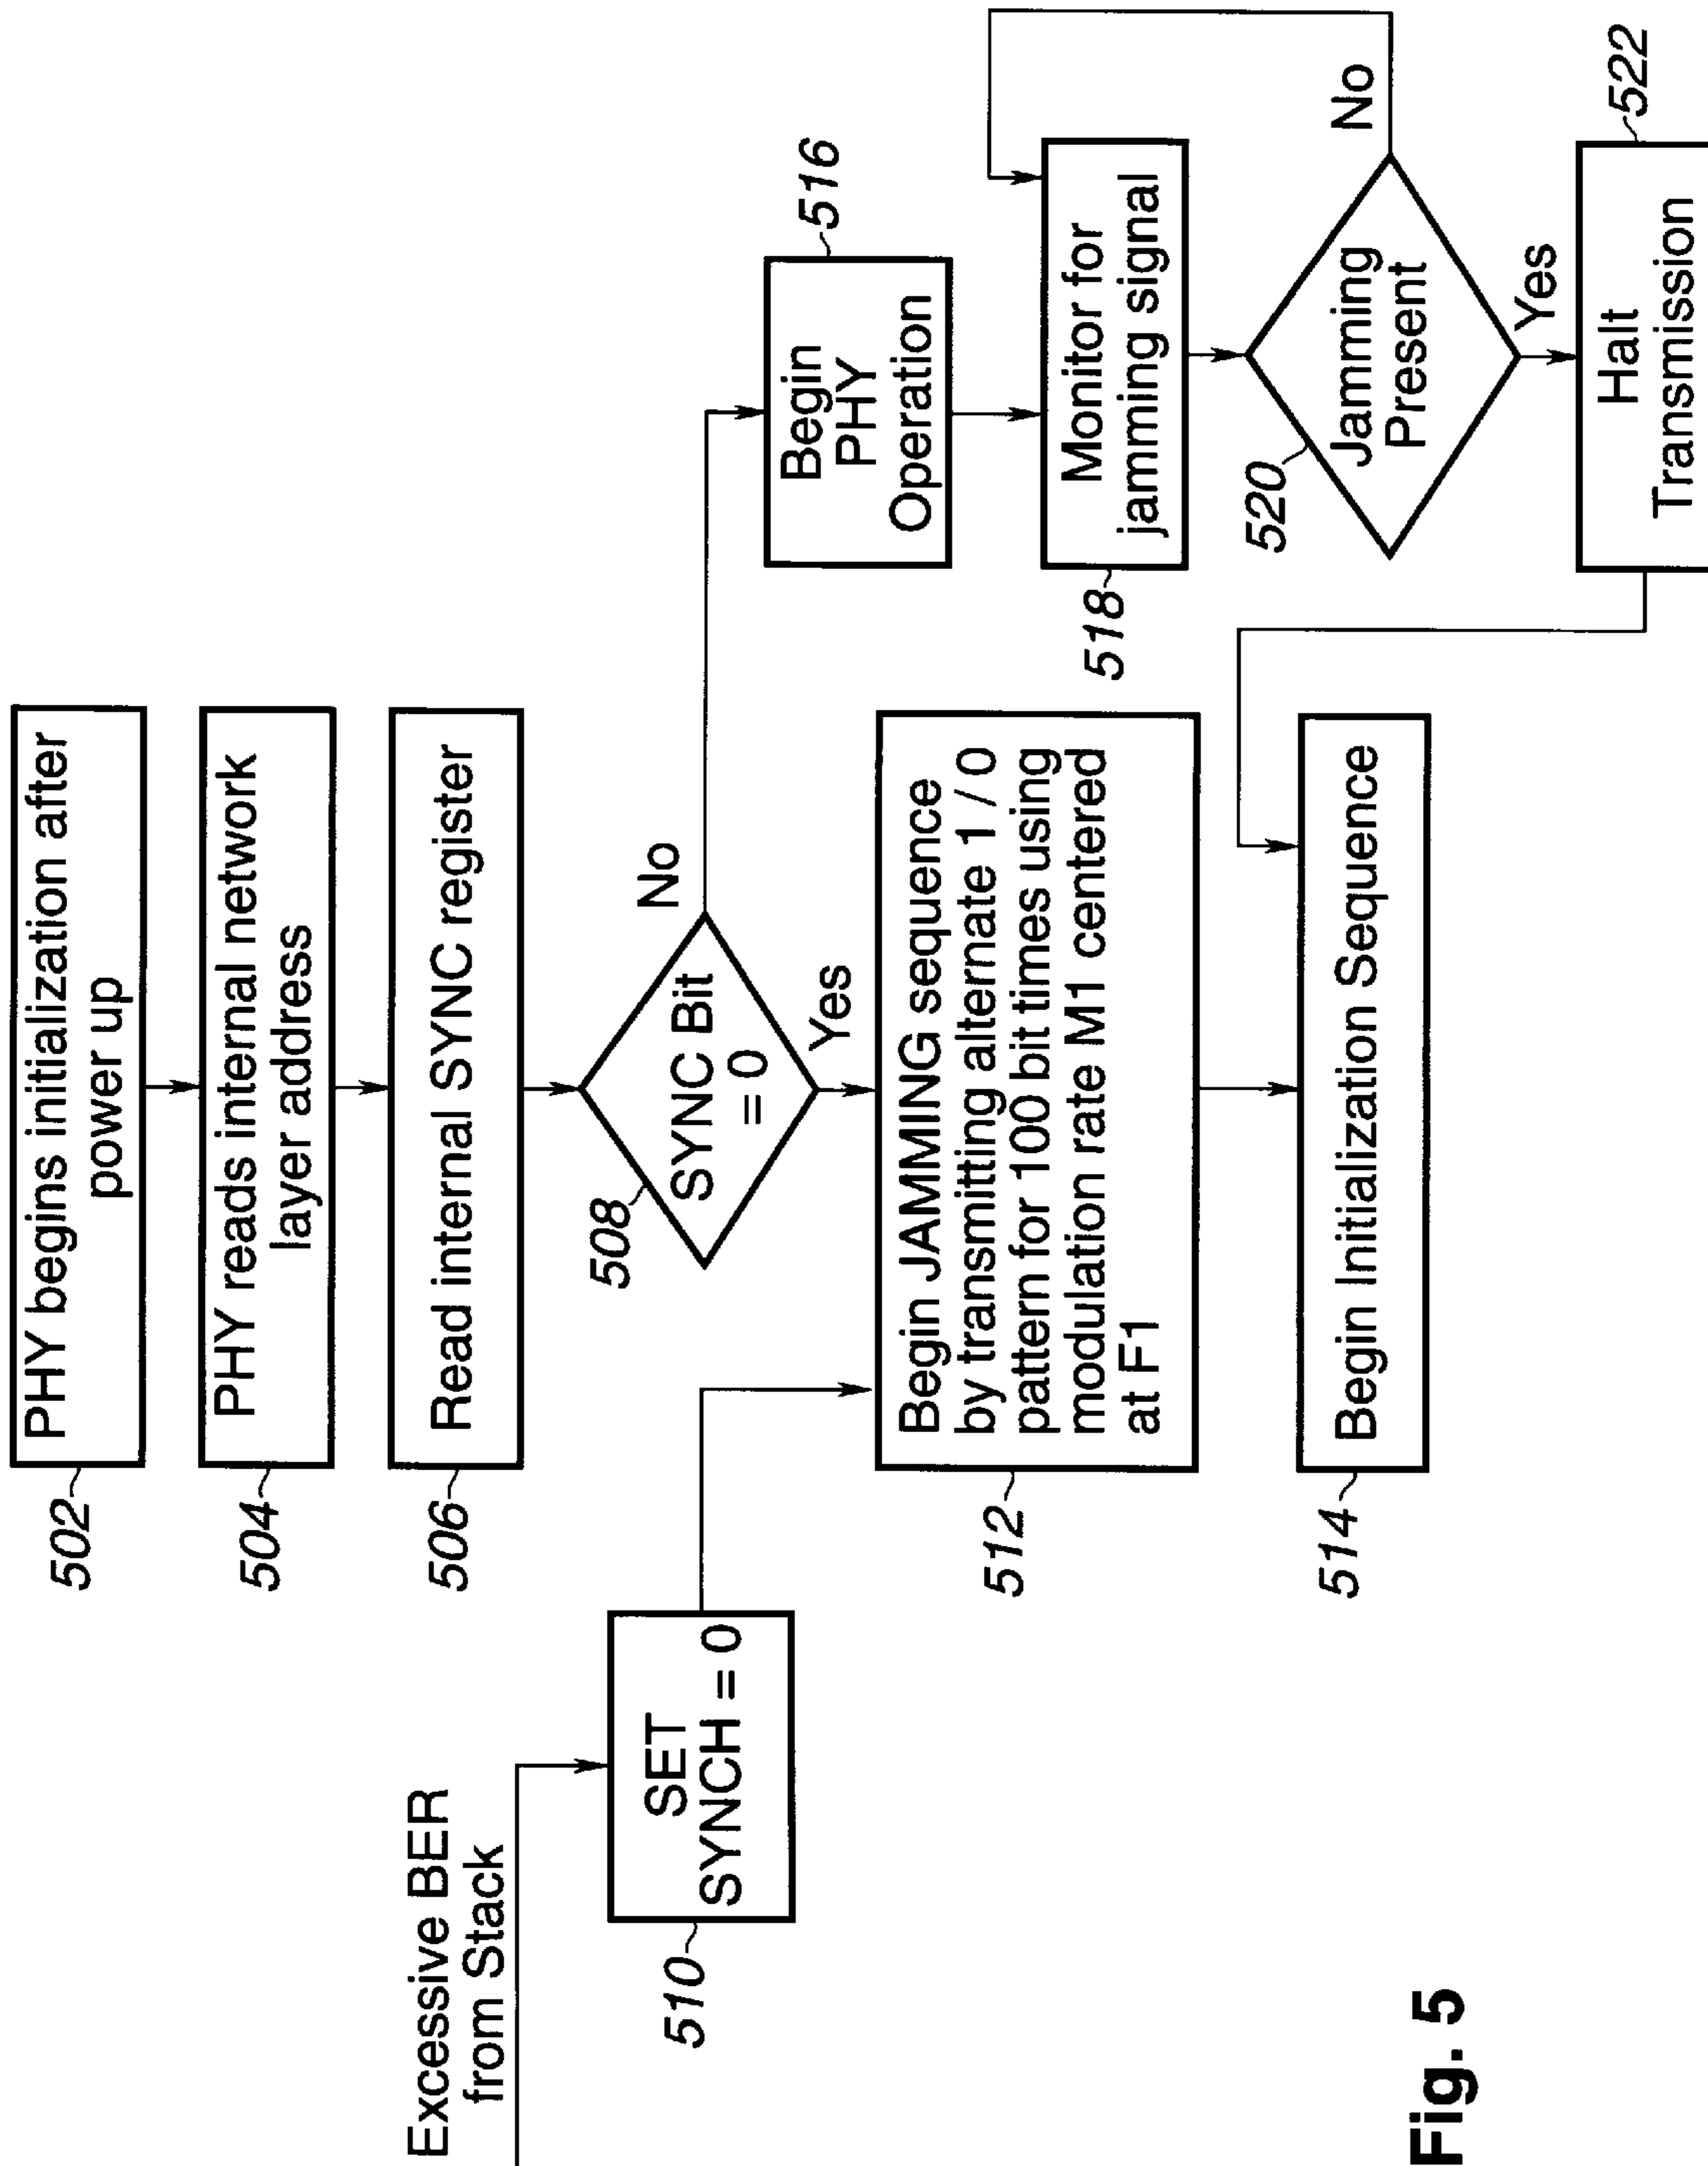 502
PHY begins initialization after
power up
504
PHY reads internal network
layer address
506
Read internal SYNC register
Excessive BER
from Stack
508
SYNC Bit
= 0
No
Yes
510
SET
SYNCH = 0
516
Begin
PHY
Operation
512
Begin JAMMING sequence
by transmitting alternate 1 / 0
pattern for 100 bit times using
modulation rate M1 centered
at F1
518
Monitor for
jamming signal
514
Begin Initialization Sequence
520
Jamming
Present
No
Yes
522
Halt
Transmission
Fig. 5